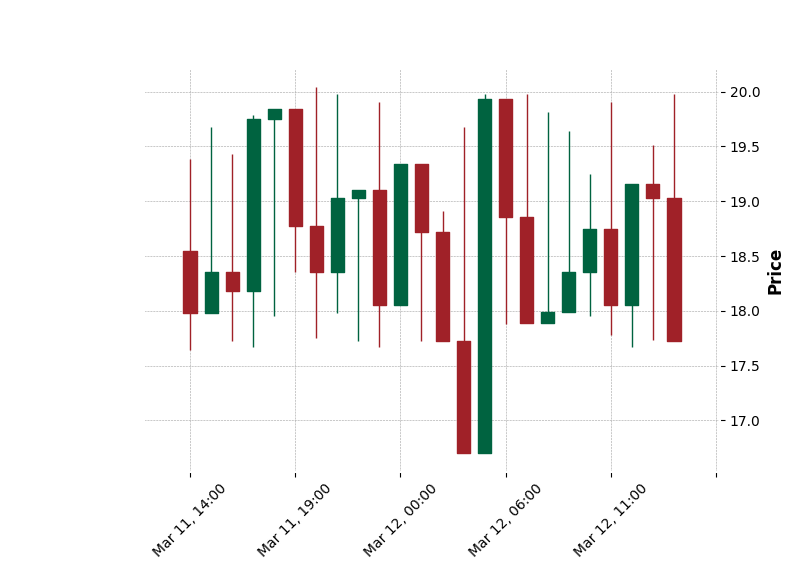 20.0
19.5
19.0
18.5
18.0
17.5
17.0
Price
Mar 11, 14:00
Mar 11, 19:00
Mar 12, 00:00
Mar 12, 06:00
Mar 12, 11:00